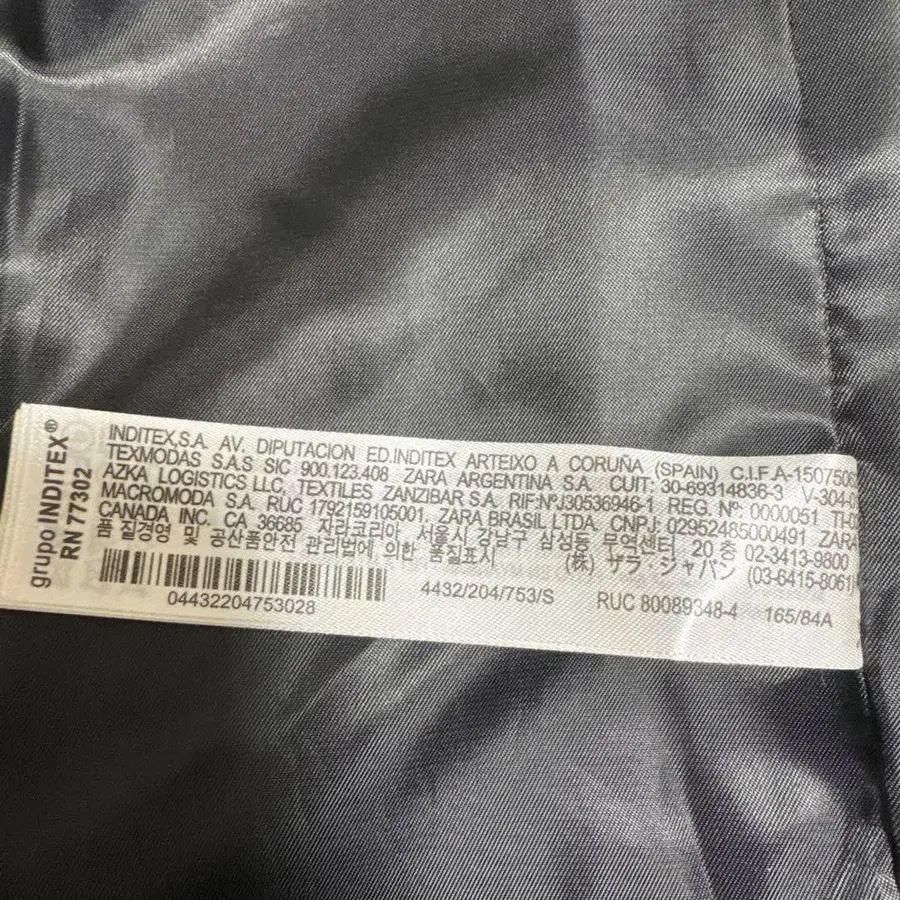 grupo INDITEX®
RN 77302
INDITEX,S.A. AV. DIPUTACION ED.INDITEX ARTEIXO A CORUÑA (SPAIN) C.I.F.A-1507506
TEXMODAS S.A.S SIC 900.123.408 ZARA ARGENTINA S.A. CUIT: 30-69314836-3 V-304-0
AZKA LOGISTICS LLC, TEXTILES ZANZIBAR S.A. RIF:NºJ30536946-1 REG. Nº: 0000051 TI-02
MACROMODA S.A. RUC 1792159105001, ZARA BRASIL LTDA. CNPJ: 02952485000491 ZARA
CANADA INC. CA 36685 자라코리아, 서울시 강남구 삼성동 무역센터 20 층 02-3413-9800
품질경영 및 공산품안전 관리법에 의한 품질표시 (株) ザラ・ジャパン (03-6415-8061)
04432204753028 4432/204/753/S RUC 80089348-4 165/84A